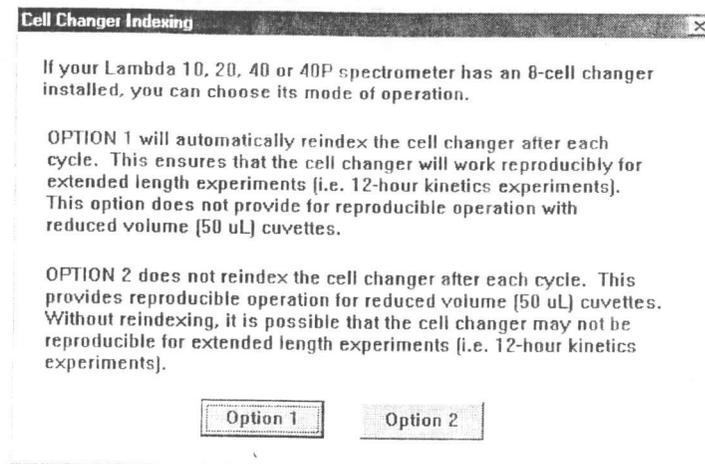 Cell Changer Indexing
If your Lambda 10, 20, 40 or 40P spectrometer has an 8-cell changer
installed, you can choose its mode of operation.
OPTION 1 will automatically reindex the cell changer after each
cycle. This ensures that the cell changer will work reproducibly for
extended length experiments (i.e. 12-hour kinetics experiments).
This option does not provide for reproducible operation with
reduced volume (50 uL) cuvettes.
OPTION 2 does not reindex the cell changer after each cycle. This
provides reproducible operation for reduced volume (50 uL) cuvettes.
Without reindexing, it is possible that the cell changer may not be
reproducible for extended length experiments (i.e. 12-hour kinetics
experiments).
Option 1 Option 2